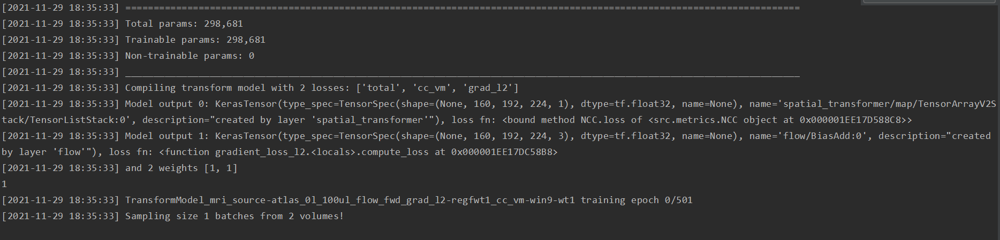 [2021-11-29 18:35:33] ========================================================================================================================
[2021-11-29 18:35:33] Total params: 298,681
[2021-11-29 18:35:33] Trainable params: 298,681
[2021-11-29 18:35:33] Non-trainable params: 0
[2021-11-29 18:35:33] ________________________________________________________________________________________________________________________
[2021-11-29 18:35:33] Compiling transform model with 2 losses: ['total', 'cc_vm', 'grad_l2']
[2021-11-29 18:35:33] Model output 0: KerasTensor(type_spec=TensorSpec(shape=(None, 160, 192, 224, 1), dtype=tf.float32, name=None), name='spatial_transformer/map/TensorArrayV2S
tack/TensorListStack:0', description="created by layer 'spatial_transformer'"), loss fn: <bound method NCC.loss of <src.metrics.NCC object at 0x000001EE17D588C8>>
[2021-11-29 18:35:33] Model output 1: KerasTensor(type_spec=TensorSpec(shape=(None, 160, 192, 224, 3), dtype=tf.float32, name=None), name='flow/BiasAdd:0', description="created
by layer 'flow'"), loss fn: <function gradient_loss_l2.<locals>.compute_loss at 0x000001EE17DC58B8>
[2021-11-29 18:35:33] and 2 weights [1, 1]
1
[2021-11-29 18:35:33] TransformModel_mri_source-atlas_0l_100ul_flow_fwd_grad_l2-regfwt1_cc_vm-win9-wt1 training epoch 0/501
[2021-11-29 18:35:33] Sampling size 1 batches from 2 volumes!